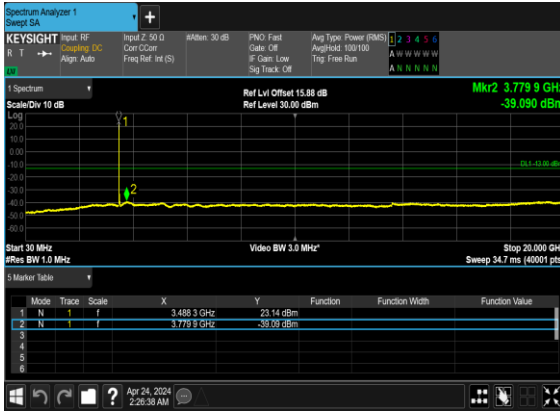 Spectrum Analyzer 1
Swept SA
+
KEYSIGHT
R T
Input: RF
Coupling: DC
Align: Auto
Input Z: 50 Ω
Corr CCorr
Freq Ref: Int (S)
#Atten: 30 dB
PNO: Fast
Gate: Off
IF Gain: Low
Sig Track: Off
Avg Type: Power (RMS)
Avg|Hold: 100/100
Trig: Free Run
1 2 3 4 5 6
A W W W W W
A N N N N N
1 Spectrum
Scale/Div 10 dB
Ref Lvl Offset 15.88 dB
Ref Level 30.00 dBm
Mkr2 3.779 9 GHz
-39.090 dBm
Log
20.0
10.0
0.00
-10.0
-20.0
-30.0
-40.0
-50.0
-60.0
1
2
DL1 -13.00 dBm
Start 30 MHz
#Res BW 1.0 MHz
Video BW 3.0 MHz*
Stop 20.000 GH
Sweep 34.7 ms (40001 pts
5 Marker Table
Mode Trace Scale X Y Function Function Width Function Value
1 N 1 f 3.488 3 GHz 23.14 dBm
2 N 1 f 3.779 9 GHz -39.09 dBm
3
4
5
6
?
Apr 24, 2024
2:26:38 AM